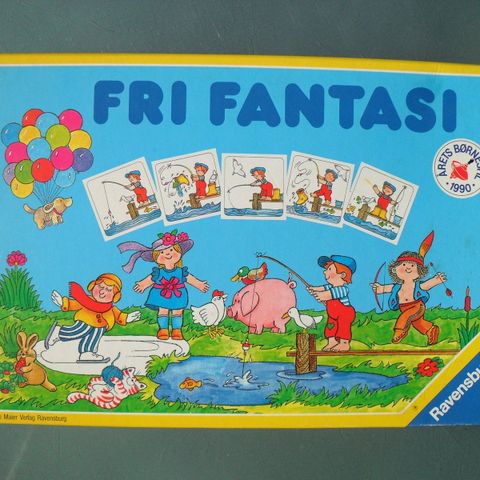 FRI FANTASI
ÅRETS BØRNESPIL
• 1990 •
Maier Verlag Ravensburg
Ravensbu